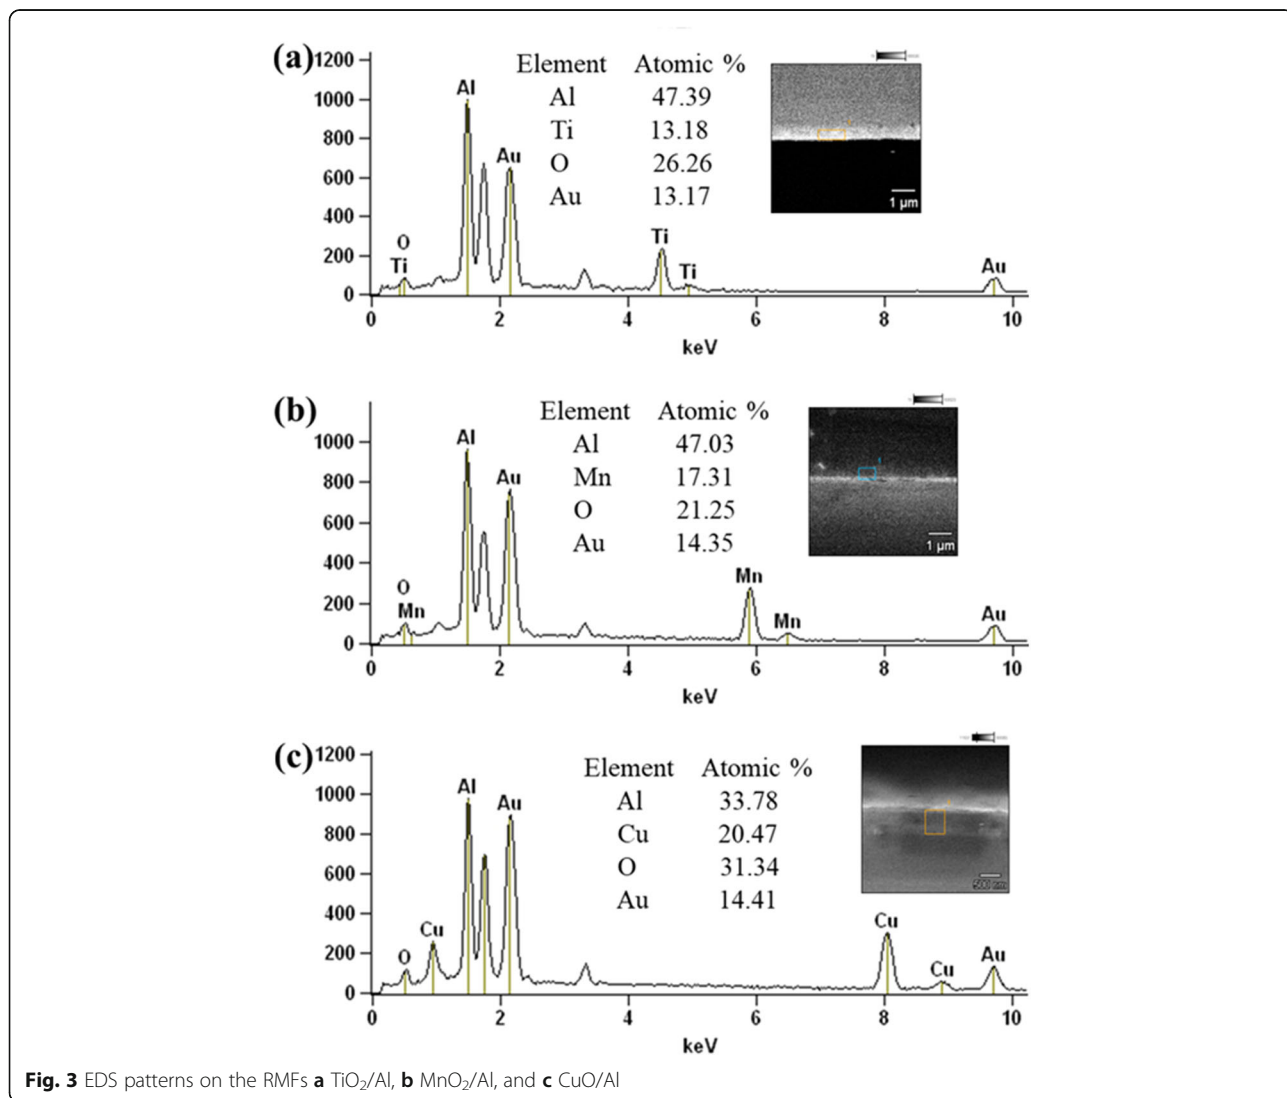 (a)
Element Atomic %
Al 47.39
Ti 13.18
O 26.26
Au 13.17
1 µm
1200
1000
800
600
400
200
0
Al
Au
O
Ti
Ti
Ti
Au
0 2 4 6 8 10
keV
(b)
Element Atomic %
Al 47.03
Mn 17.31
O 21.25
Au 14.35
1 µm
1000
800
600
400
200
0
Al
Au
O
Mn
Mn
Mn
Au
0 2 4 6 8 10
keV
(c)
Element Atomic %
Al 33.78
Cu 20.47
O 31.34
Au 14.41
500 nm
1200
1000
800
600
400
200
0
Al
Au
Cu
O
Cu
Cu
Au
0 2 4 6 8 10
keV
Fig. 3 EDS patterns on the RMFs a TiO₂/Al, b MnO₂/Al, and c CuO/Al